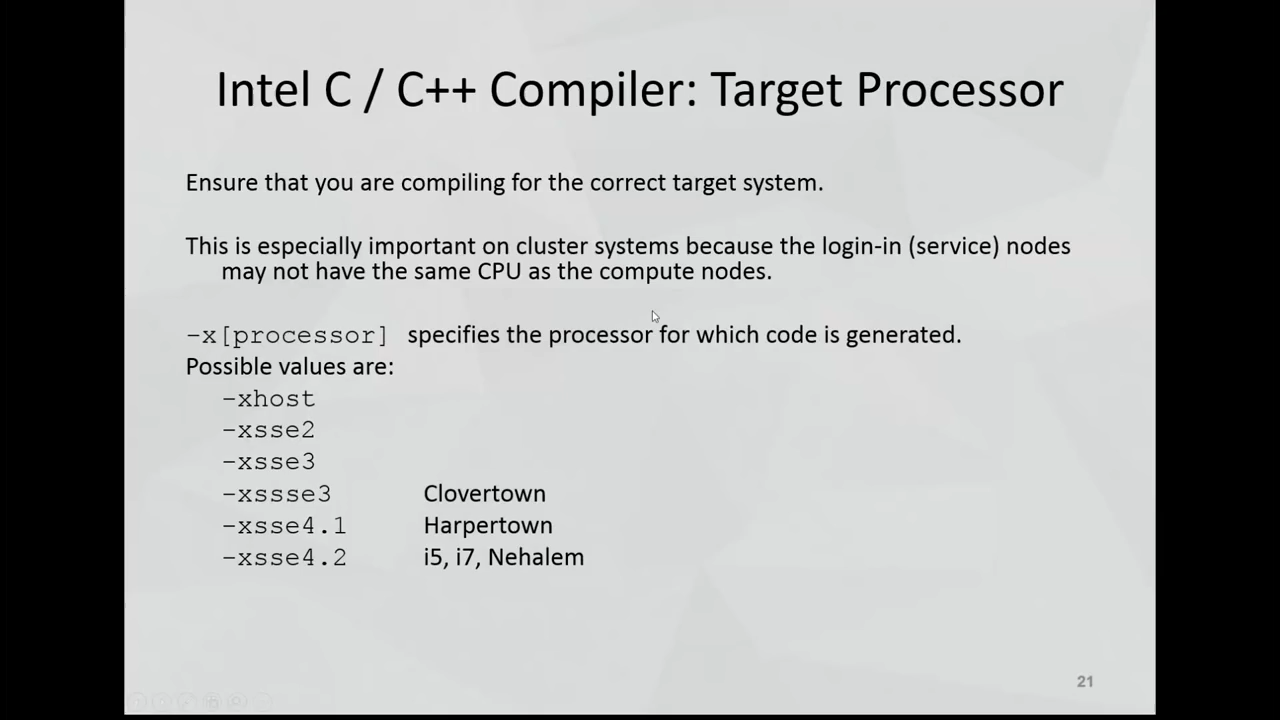 Intel C / C++ Compiler: Target Processor
Ensure that you are compiling for the correct target system.
This is especially important on cluster systems because the login-in (service) nodes
may not have the same CPU as the compute nodes.
-x[processor] specifies the processor for which code is generated.
Possible values are:
-xhost
-xsse2
-xsse3
-xssse3 Clovertown
-xsse4.1 Harpertown
-xsse4.2 i5, i7, Nehalem
21